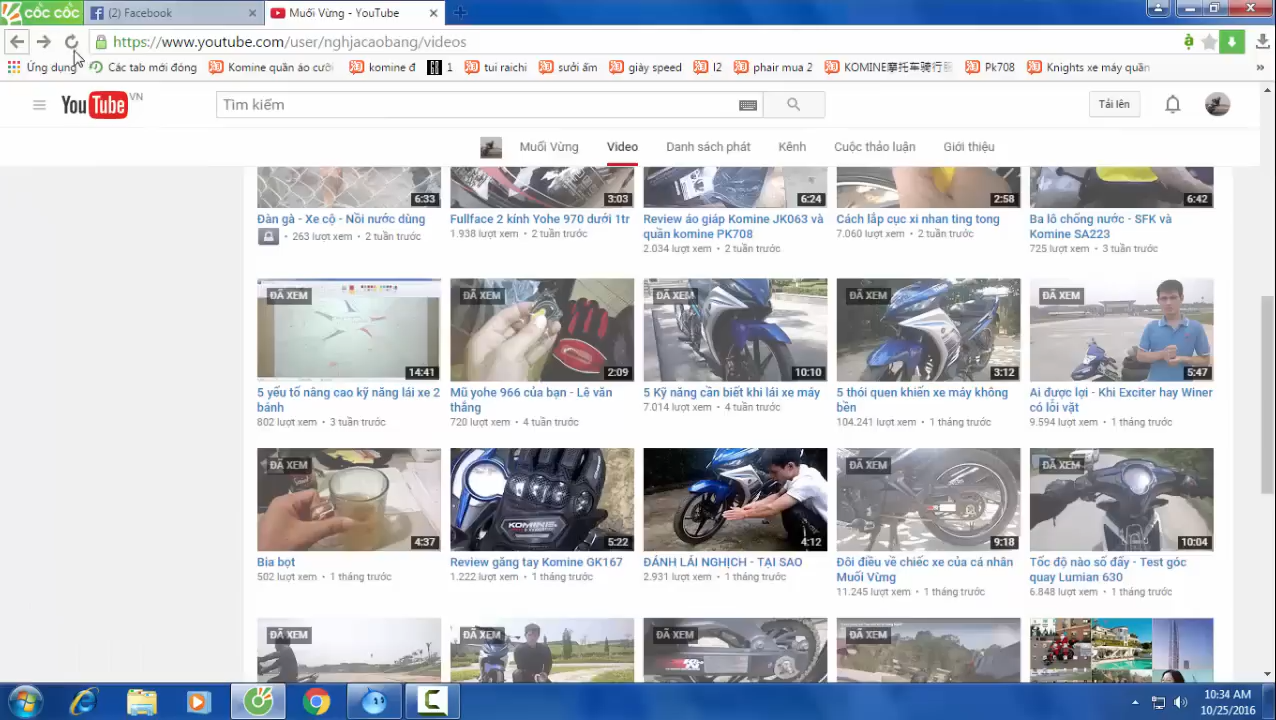 cốc cốc
(2) Facebook
Muối Vừng - YouTube
https://www.youtube.com/user/nghjacaobang/videos
Ứng dụng
Các tab mới đóng
Komine quần áo cưỡi
komine đ
1
tui raichi
sưởi ấm
giày speed
l2
phair mua 2
KOMINE摩托车骑行
Pk708
Knights xe máy quần
YouTube VN
Tìm kiếm
Tải lên
Muối Vừng
Video
Danh sách phát
Kênh
Cuộc thảo luận
Giới thiệu
6:33
3:03
6:24
2:58
6:42
Đàn gà - Xe cộ - Nồi nước dùng
263 lượt xem • 2 tuần trước
Fullface 2 kính Yohe 970 dưới 1tr
1.938 lượt xem • 2 tuần trước
Review áo giáp Komine JK063 và
quần komine PK708
2.034 lượt xem • 2 tuần trước
Cách lắp cục xi nhan ting tong
7.060 lượt xem • 2 tuần trước
Ba lô chống nước - SFK và
Komine SA223
725 lượt xem • 3 tuần trước
ĐÃ XEM
14:41
ĐÃ XEM
2:09
ĐÃ XEM
10:10
ĐÃ XEM
3:12
ĐÃ XEM
5:47
5 yếu tố nâng cao kỹ năng lái xe 2
bánh
802 lượt xem • 3 tuần trước
Mũ yohe 966 của bạn - Lê văn
thắng
720 lượt xem • 4 tuần trước
5 Kỹ năng cần biết khi lái xe máy
7.014 lượt xem • 4 tuần trước
5 thói quen khiến xe máy không
bền
104.241 lượt xem • 1 tháng trước
Ai được lợi - Khi Exciter hay Winer
có lỗi vặt
9.594 lượt xem • 1 tháng trước
ĐÃ XEM
4:37
KOMINE
5:22
4:12
ĐÃ XEM
9:18
ĐÃ XEM
10:04
Bia bọt
502 lượt xem • 1 tháng trước
Review găng tay Komine GK167
1.222 lượt xem • 1 tháng trước
ĐÁNH LÁI NGHỊCH - TẠI SAO
2.931 lượt xem • 1 tháng trước
Đôi điều về chiếc xe của cá nhân
Muối Vừng
11.245 lượt xem • 1 tháng trước
Tốc độ nào số đấy - Test góc
quay Lumian 630
6.848 lượt xem • 1 tháng trước
ĐÃ XEM
ĐÃ XEM
ĐÃ XEM
ĐÃ XEM
10:34 AM
10/25/2016